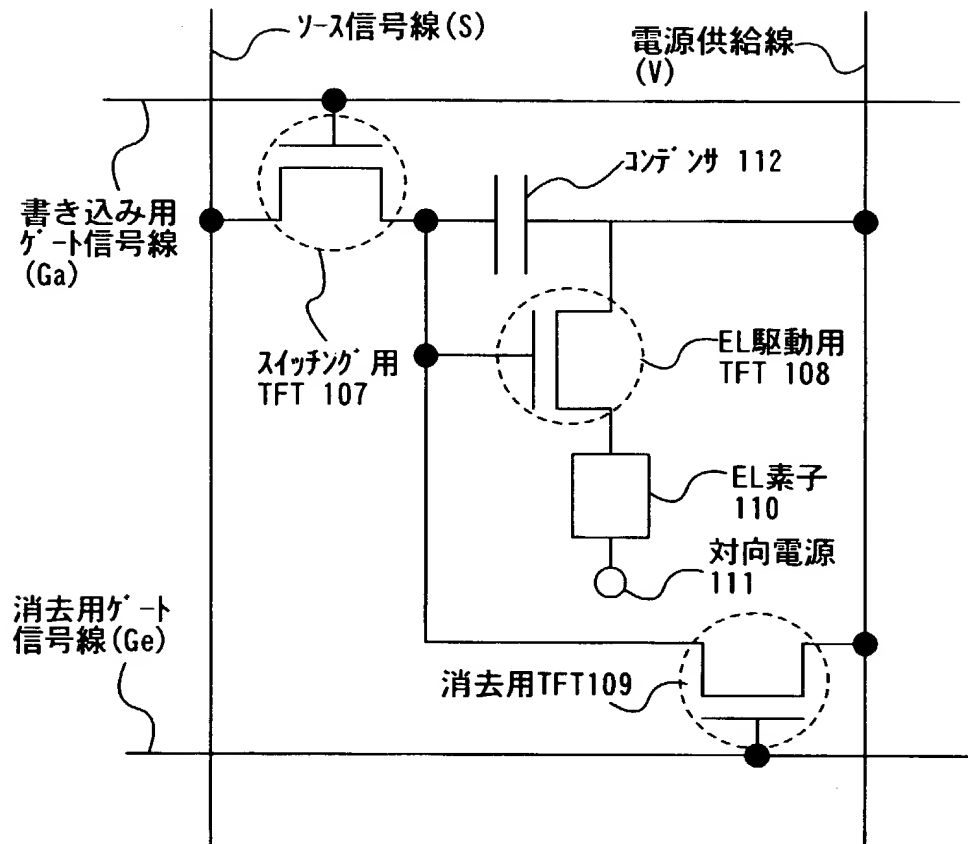 ソース信号線(S)
電源供給線
(V)
コンデンサ 112
書き込み用
ゲート信号線
(Ga)
スイッチング用
TFT 107
EL駆動用
TFT 108
EL素子
110
対向電源
111
消去用ゲート
信号線(Ge)
消去用TFT109